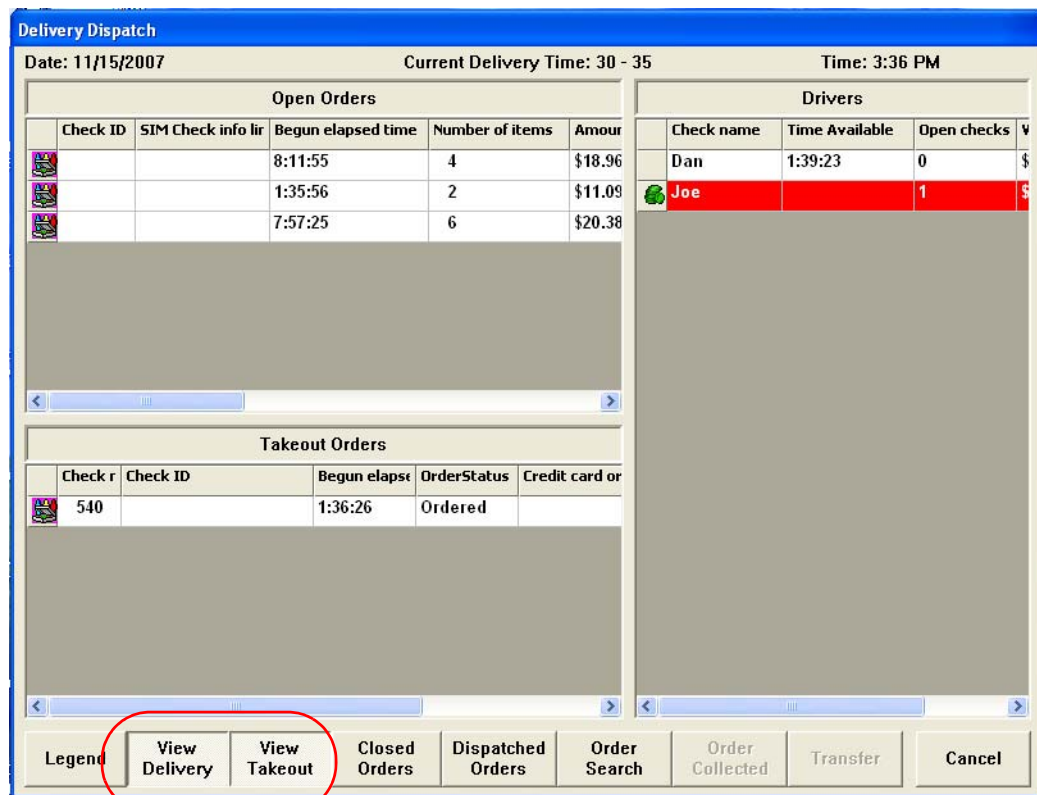 Delivery Dispatch
Date: 11/15/2007 Current Delivery Time: 30 - 35 Time: 3:36 PM
Open Orders
Check ID SIM Check info lir Begun elapsed time Number of items Amour
8:11:55 4 $18.96
1:35:56 2 $11.09
7:57:25 6 $20.38
Drivers
Check name Time Available Open checks
Dan 1:39:23 0 $
Joe 1 $
Takeout Orders
Check r Check ID Begun elapse OrderStatus Credit card or
540 1:36:26 Ordered
Legend
View
Delivery
View
Takeout
Closed
Orders
Dispatched
Orders
Order
Search
Order
Collected
Transfer
Cancel